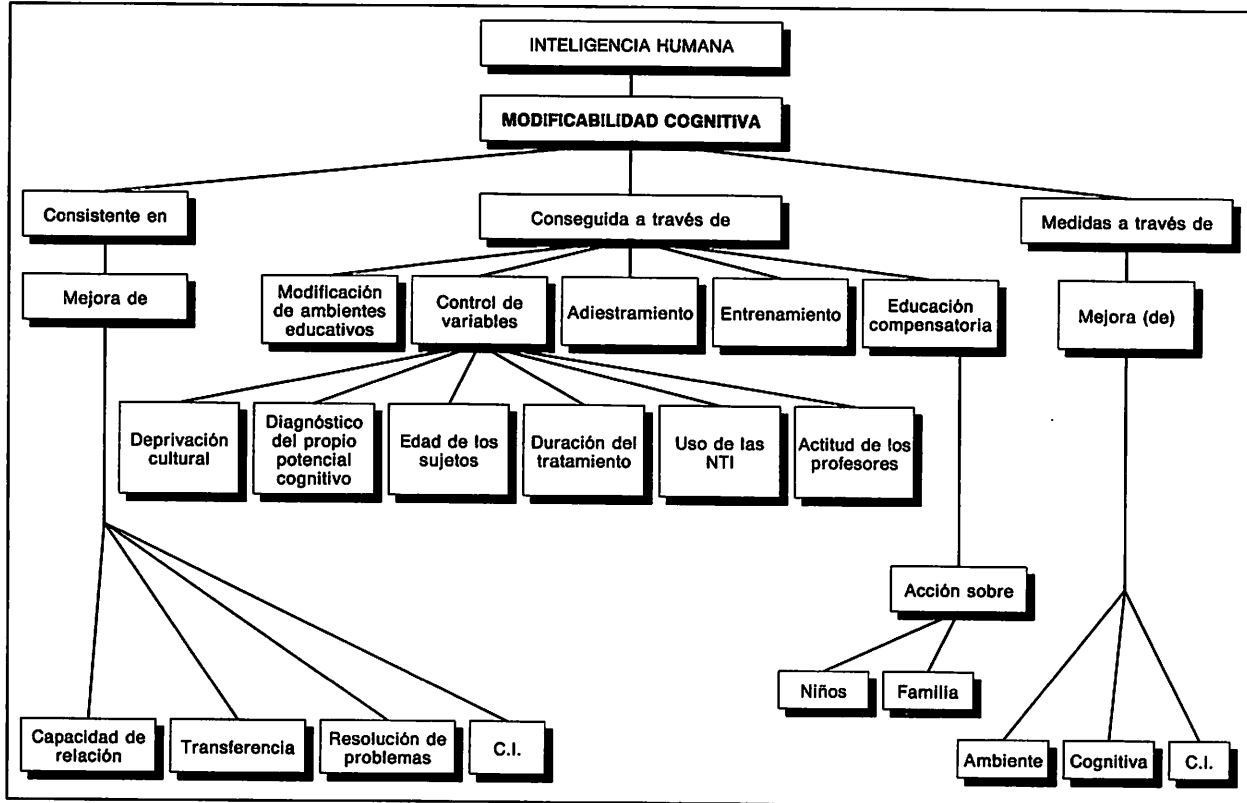 INTELIGENCIA HUMANA
MODIFICABILIDAD COGNITIVA
Consistente en
Conseguida a través de
Medidas a través de
Mejora de
Modificación
de ambientes
educativos
Control de
variables
Adiestramiento
Entrenamiento
Educación
compensatoria
Mejora (de)
Deprivación
cultural
Diagnóstico
del propio
potencial
cognitivo
Edad de los
sujetos
Duración del
tratamiento
Uso de las
NTI
Actitud de los
profesores
Acción sobre
Niños
Familia
Capacidad de
relación
Transferencia
Resolución de
problemas
C.I.
Ambiente
Cognitiva
C.I.